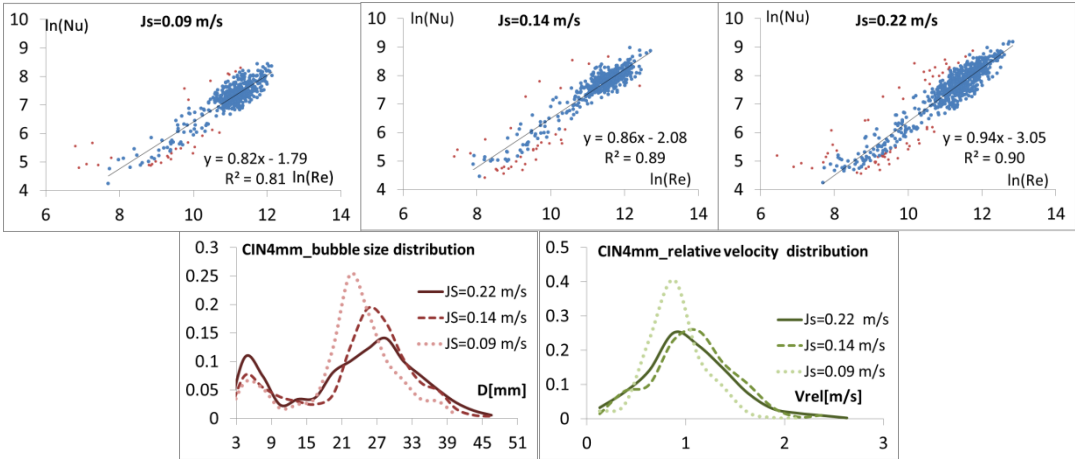 ln(Nu)
Js=0.09 m/s
10
9
8
7
6
5
4
y = 0.82x - 1.79
R² = 0.81
ln(Re)
6 8 10 12 14
ln(Nu)
Js=0.14 m/s
10
9
8
7
6
5
4
y = 0.86x - 2.08
R² = 0.89
ln(Re)
6 8 10 12 14
ln(Nu)
Js=0.22 m/s
10
9
8
7
6
5
4
y = 0.94x - 3.05
R² = 0.90
ln(Re)
6 8 10 12 14
CIN4mm_bubble size distribution
0.3
0.25
0.2
0.15
0.1
0.05
0
JS=0.22 m/s
JS=0.14 m/s
JS=0.09 m/s
D[mm]
3 9 15 21 27 33 39 45 51
CIN4mm_relative velocity distribution
0.5
0.4
0.3
0.2
0.1
0
Js=0.22 m/s
Js=0.14 m/s
Js=0.09 m/s
Vrel[m/s]
0 1 2 3